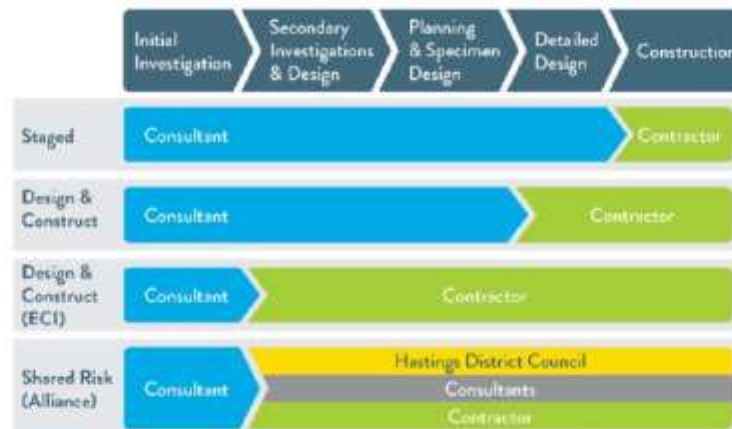 Initial
Investigation
Secondary
Investigations
& Design
Planning
& Specimen
Design
Detailed
Design
Construction
Staged
Consultant
Contractor
Design &
Construct
Consultant
Contractor
Design &
Construct
(ECI)
Consultant
Contractor
Shared Risk
(Alliance)
Consultant
Hastings District Council
Consultants
Contractor